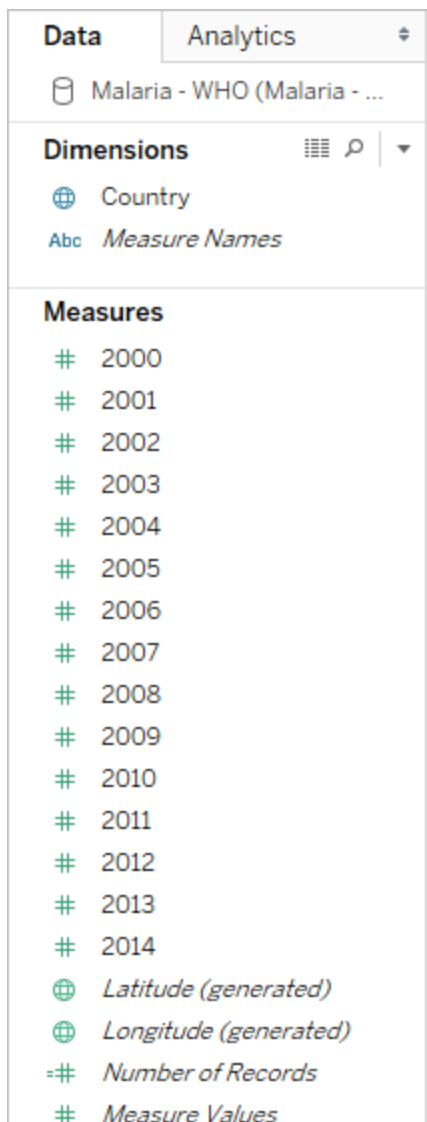 Data Analytics
Malaria - WHO (Malaria - ...
Dimensions
Country
Abc Measure Names
Measures
# 2000
# 2001
# 2002
# 2003
# 2004
# 2005
# 2006
# 2007
# 2008
# 2009
# 2010
# 2011
# 2012
# 2013
# 2014
Latitude (generated)
Longitude (generated)
=# Number of Records
# Measure Values